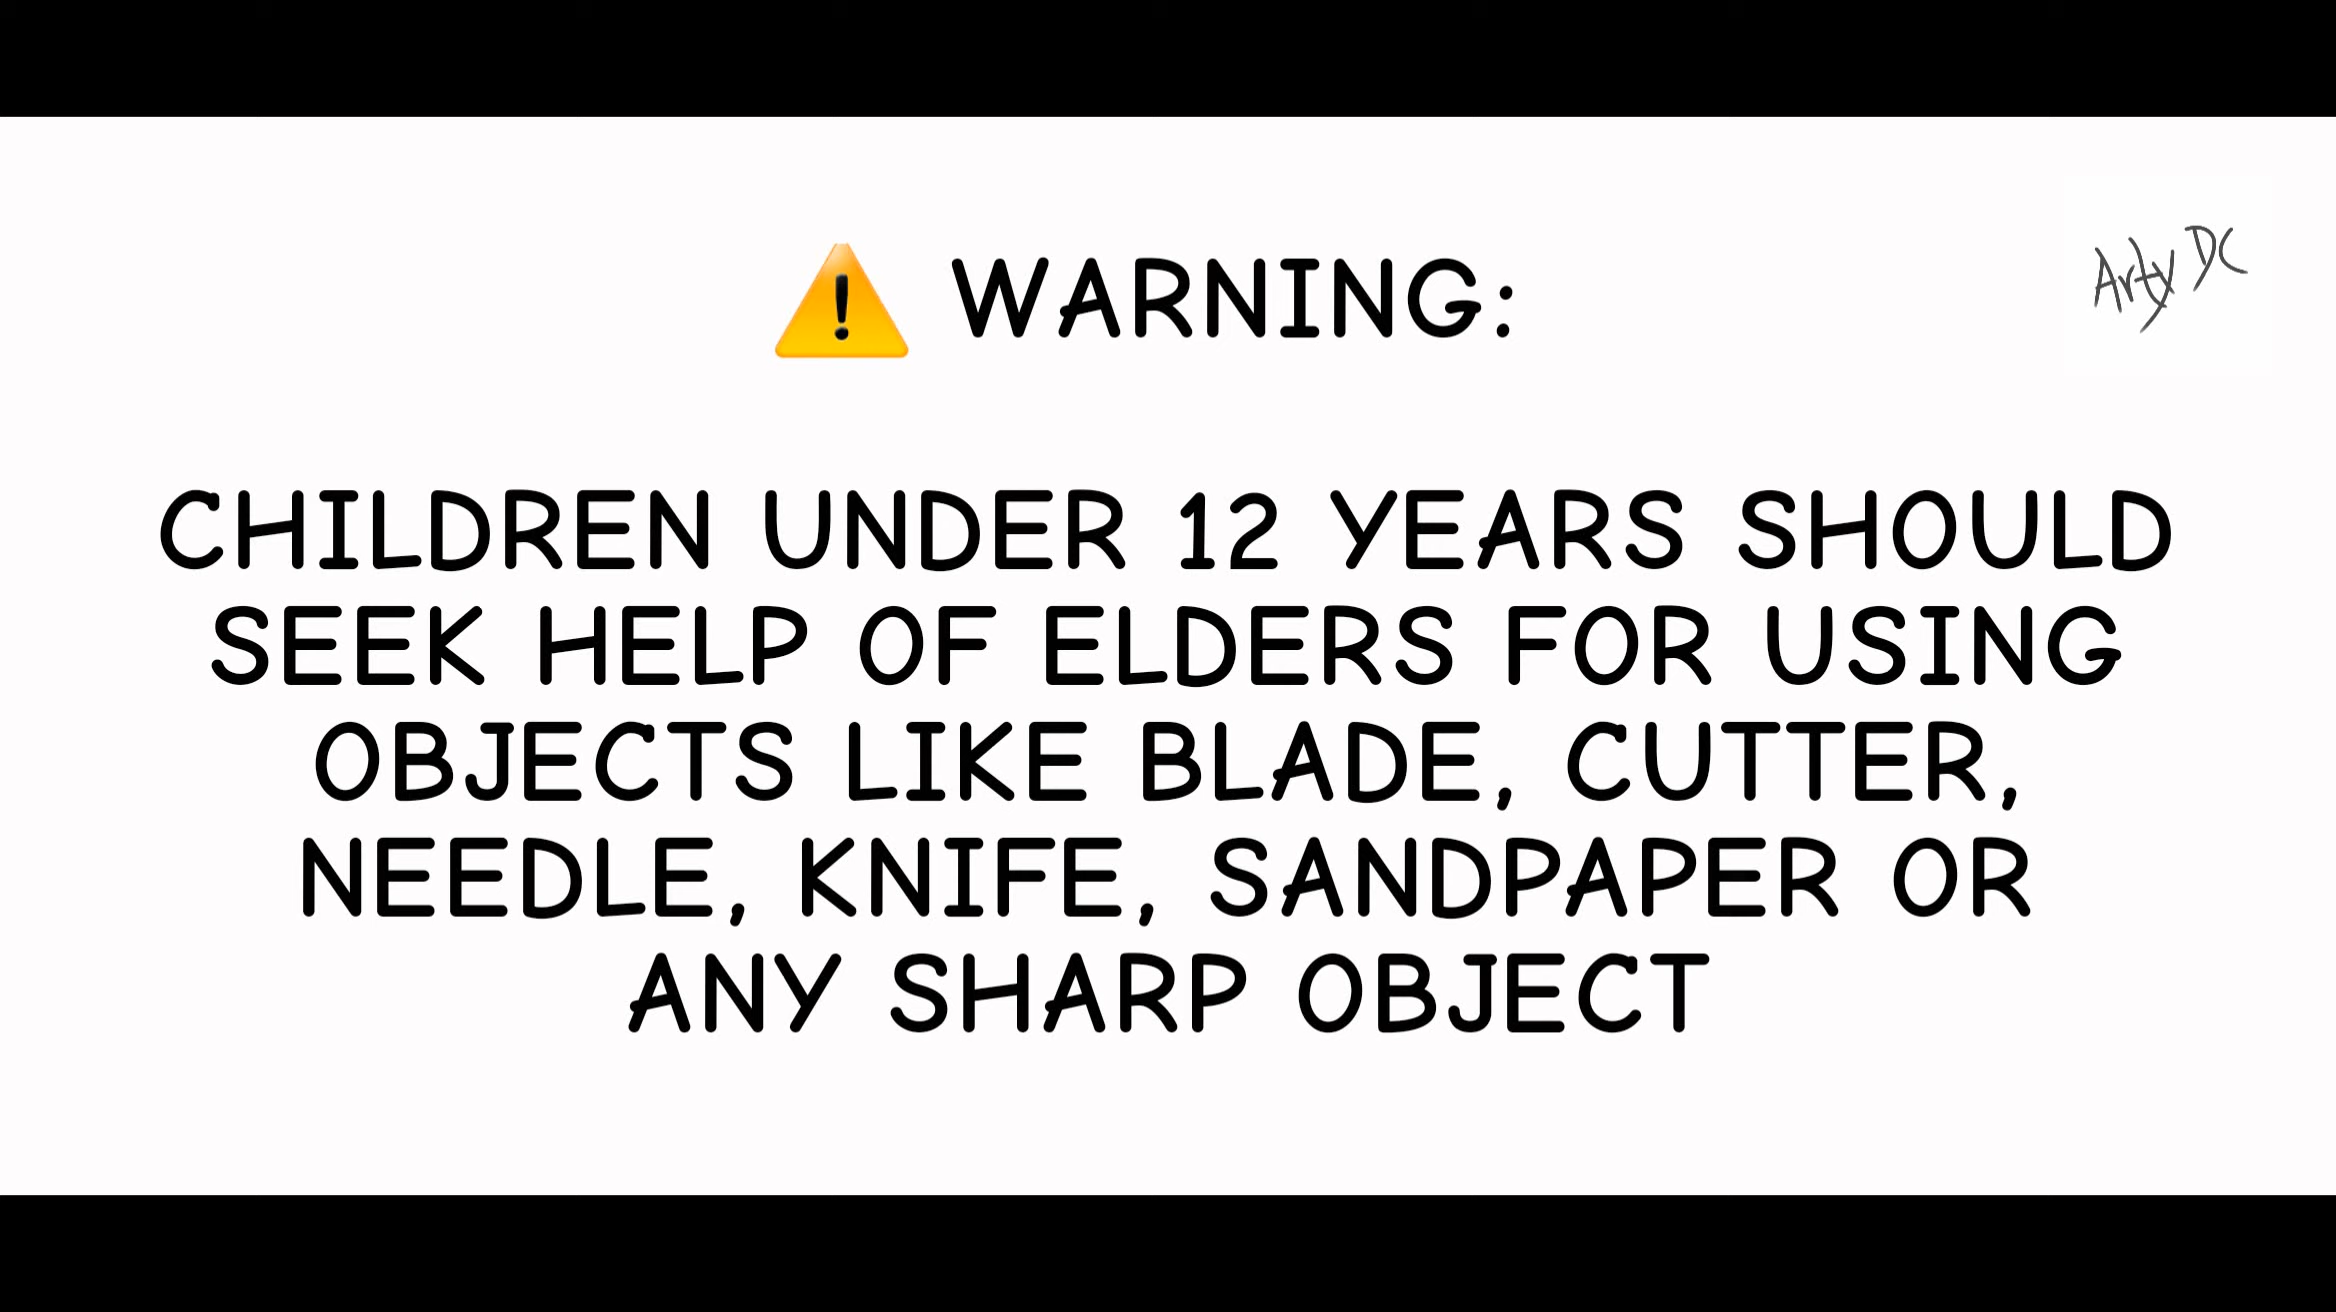 ⚠️ WARNING:
Arty DC
CHILDREN UNDER 12 YEARS SHOULD
SEEK HELP OF ELDERS FOR USING
OBJECTS LIKE BLADE, CUTTER,
NEEDLE, KNIFE, SANDPAPER OR
ANY SHARP OBJECT